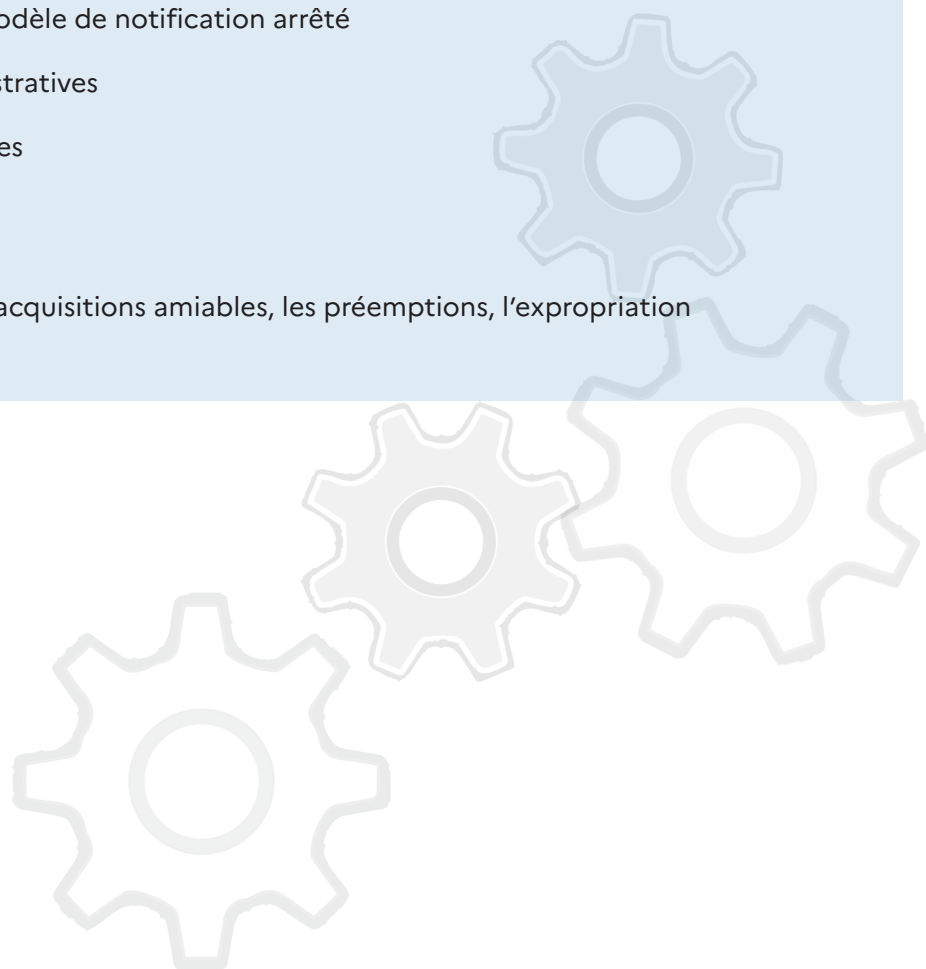 odèle de notification arrêté
stratives
es
acquisitions amiables, les préemptions, l’expropriation